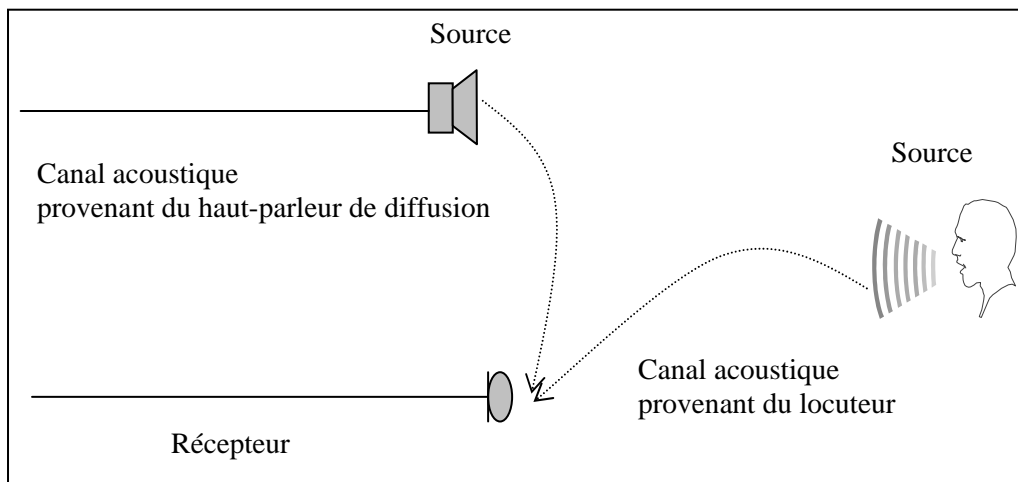 Source
Canal acoustique
provenant du haut-parleur de diffusion
Source
Canal acoustique
provenant du locuteur
Récepteur